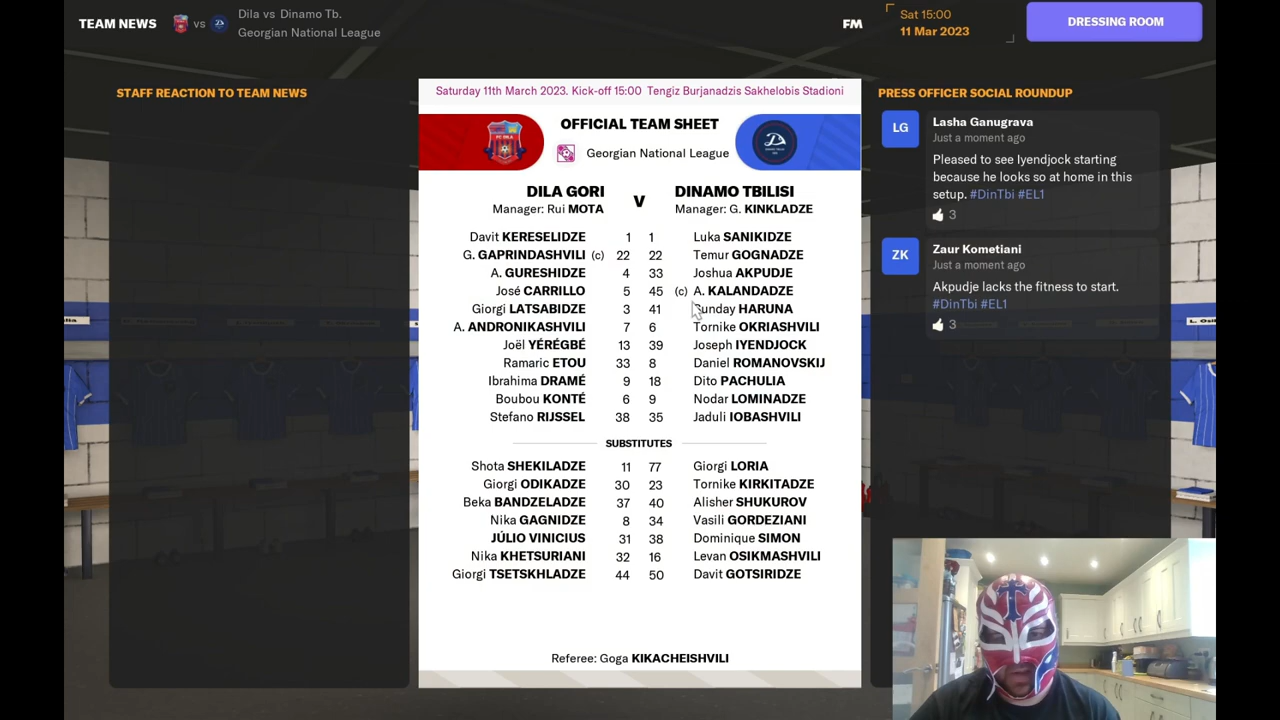 TEAM NEWS
vs
Dila vs Dinamo Tb.
Georgian National League
FM
Sat 15:00
11 Mar 2023
DRESSING ROOM
STAFF REACTION TO TEAM NEWS
Saturday 11th March 2023. Kick-off 15:00 Tengiz Burjanadzis Sakhelobis Stadioni
OFFICIAL TEAM SHEET
Georgian National League
DILA GORI V DINAMO TBILISI
Manager: Rui MOTA Manager: G. KINKLADZE
Davit KERESELIDZE 1 1 Luka SANIKIDZE
G. GAPRINDASHVILI (c) 22 22 Temur GOGNADZE
A. GURESHIDZE 4 33 Joshua AKPUDJE
José CARRILLO 5 45 (c) A. KALANDADZE
Giorgi LATSABIDZE 3 41 Sunday HARUNA
A. ANDRONIKASHVILI 7 6 Tornike OKRIASHVILI
Joël YÉRÉGBÉ 13 39 Joseph IYENDJOCK
Ramaric ETOU 33 8 Daniel ROMANOVSKIJ
Ibrahima DRAMÉ 9 18 Dito PACHULIA
Boubou KONTÉ 6 9 Nodar LOMINADZE
Stefano RIJSSEL 38 35 Jaduli IOBASHVILI
SUBSTITUTES
Shota SHEKILADZE 11 77 Giorgi LORIA
Giorgi ODIKADZE 30 23 Tornike KIRKITADZE
Beka BANDZELADZE 37 40 Alisher SHUKUROV
Nika GAGNIDZE 8 34 Vasili GORDEZIANI
JÚLIO VINICIUS 31 38 Dominique SIMON
Nika KHETSURIANI 32 16 Levan OSIKMASHVILI
Giorgi TSETSKHLADZE 44 50 Davit GOTSIRIDZE
Referee: Goga KIKACHEISHVILI
PRESS OFFICER SOCIAL ROUNDUP
LG
Lasha Ganugrava
Just a moment ago
Pleased to see Iyendjock starting
because he looks so at home in this
setup. #DinTbi #EL1
3
ZK
Zaur Kometiani
Just a moment ago
Akpudje lacks the fitness to start.
#DinTbi #EL1
3